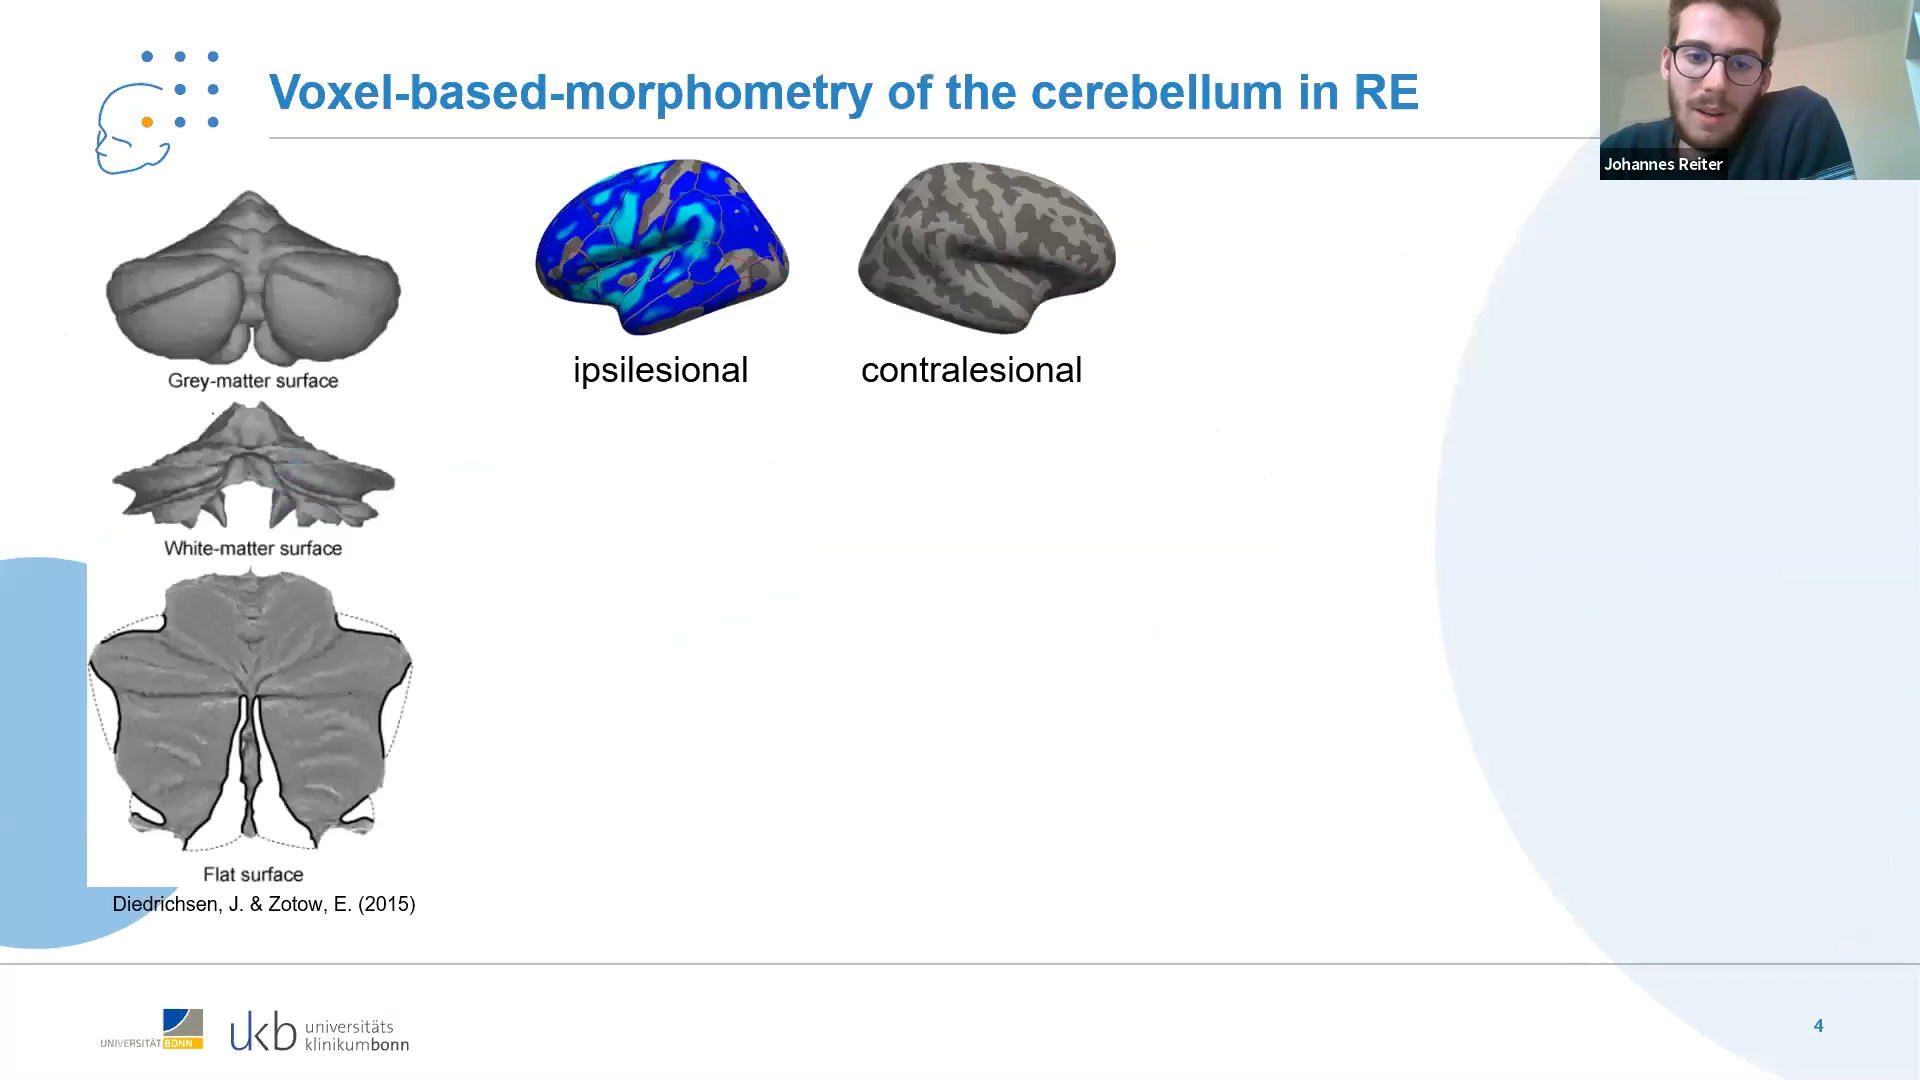 Voxel-based-morphometry of the cerebellum in RE
Johannes Reiter
ipsilesional
contralesional
Grey-matter surface
White-matter surface
Flat surface
Diedrichsen, J. & Zotow, E. (2015)
UNIVERSITÄT BONN
ukb universitäts
klinikumbonn
4